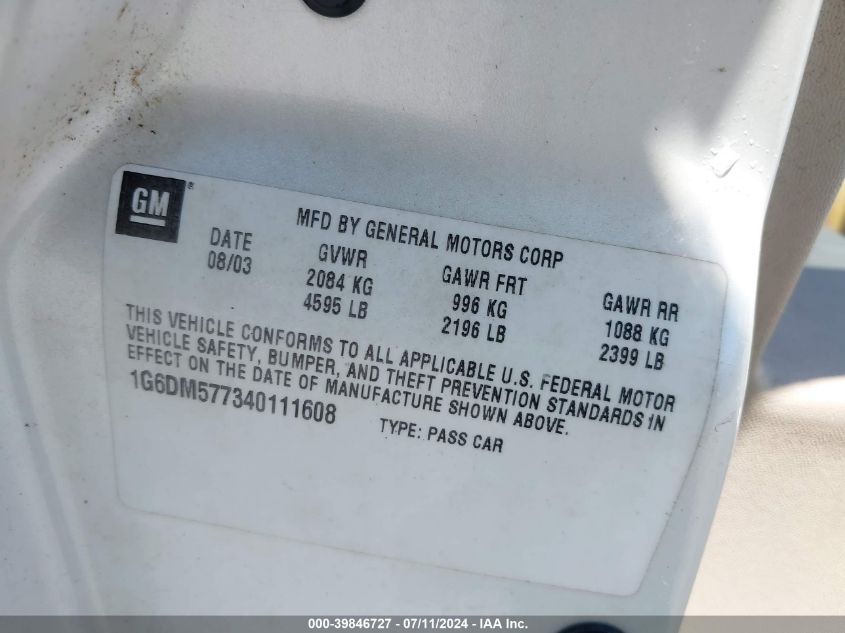 GM ®
MFD BY GENERAL MOTORS CORP
DATE GVWR GAWR FRT GAWR RR
08/03 2084 KG 996 KG 1088 KG
4595 LB 2196 LB 2399 LB
THIS VEHICLE CONFORMS TO ALL APPLICABLE U.S. FEDERAL MOTOR
VEHICLE SAFETY, BUMPER, AND THEFT PREVENTION STANDARDS IN
EFFECT ON THE DATE OF MANUFACTURE SHOWN ABOVE.
1G6DM577340111608 TYPE: PASS CAR
000-39846727 - 07/11/2024 - IAA Inc.